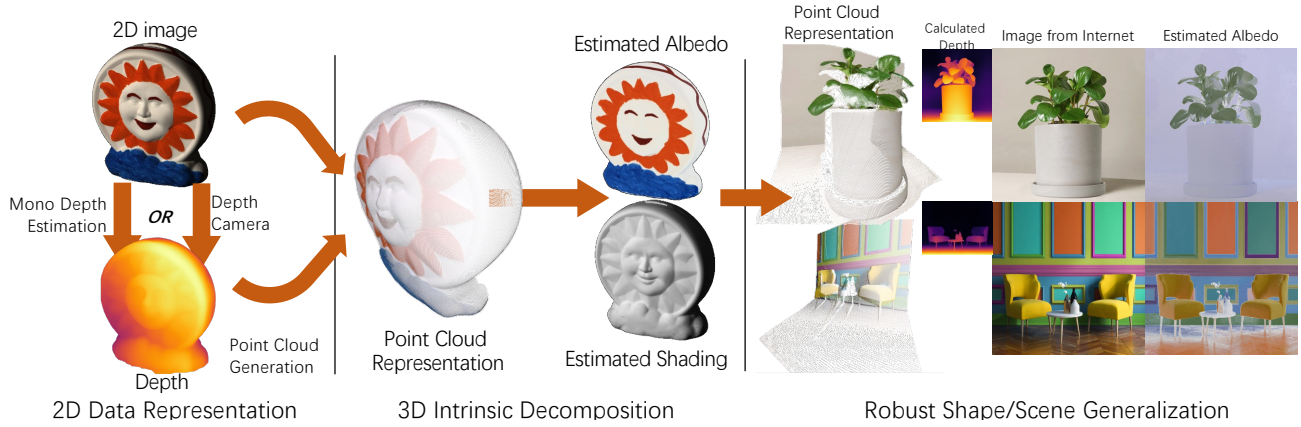 2D image
Mono Depth
Estimation
OR
Depth
Camera
Depth
Point Cloud
Generation
2D Data Representation
Point Cloud
Representation
Estimated Albedo
Estimated Shading
3D Intrinsic Decomposition
Point Cloud
Representation
Calculated
Depth
Image from Internet
Estimated Albedo
Robust Shape/Scene Generalization